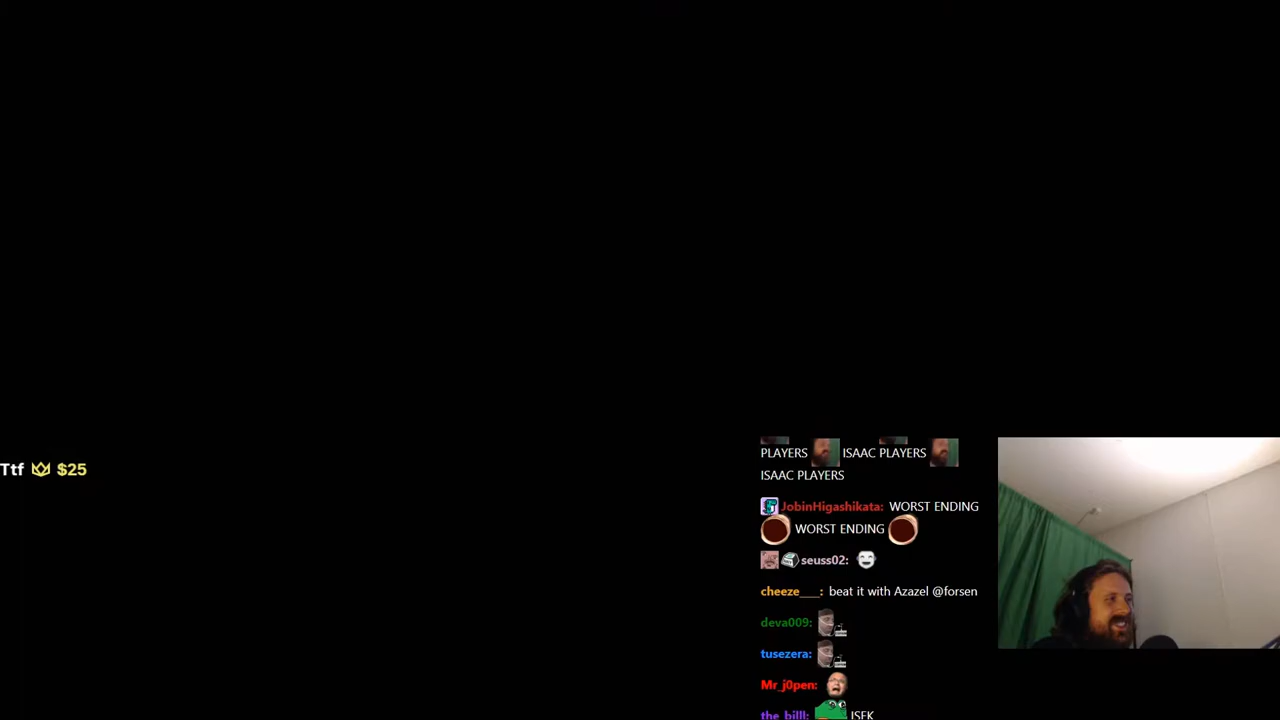 PLAYERS ISAAC PLAYERS
ISAAC PLAYERS
JobinHigashikata: WORST ENDING
WORST ENDING
seuss02:
cheeze___: beat it with Azazel @forsen
Ttf $25
deva009:
tusezera:
Mr_j0pen:
the_billl: JSEK